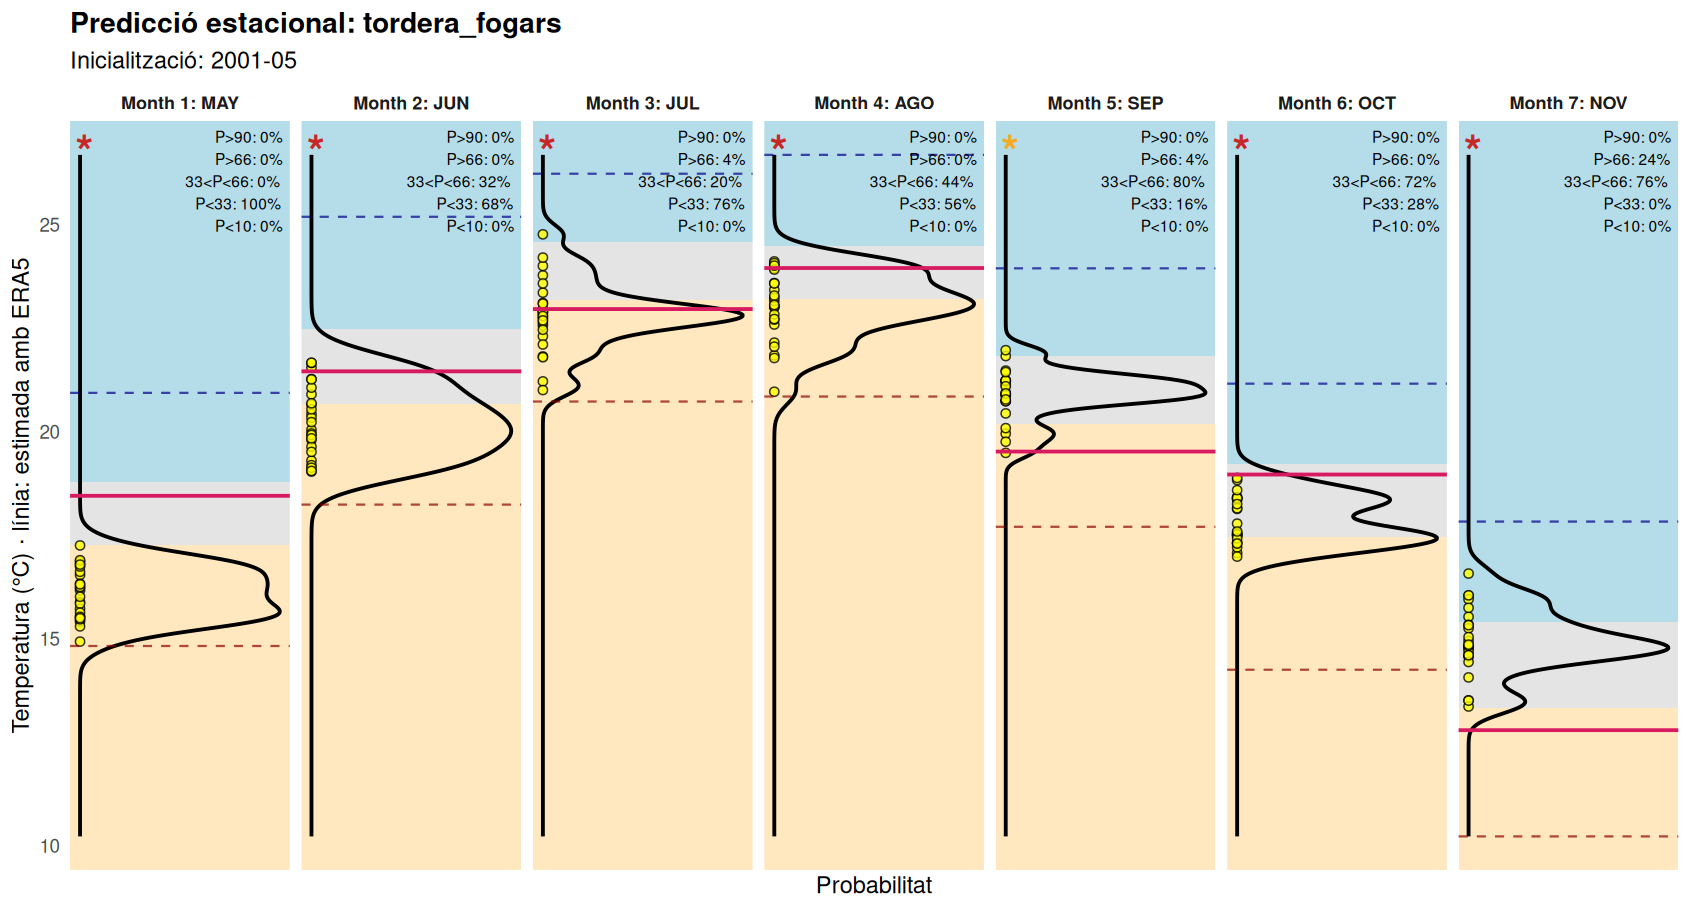 Predicció estacional: tordera_fogars
Inicialització: 2001-05
Month 1: MAY
Month 2: JUN
Month 3: JUL
Month 4: AGO
Month 5: SEP
Month 6: OCT
Month 7: NOV
*
P>90: 0%
P>66: 0%
33<P<66: 0%
P<33: 100%
P<10: 0%
*
P>90: 0%
P>66: 0%
33<P<66: 32%
P<33: 68%
P<10: 0%
*
P>90: 0%
P>66: 4%
33<P<66: 20%
P<33: 76%
P<10: 0%
*
P>90: 0%
P>66: 0%
33<P<66: 44%
P<33: 56%
P<10: 0%
*
P>90: 0%
P>66: 4%
33<P<66: 80%
P<33: 16%
P<10: 0%
*
P>90: 0%
P>66: 0%
33<P<66: 72%
P<33: 28%
P<10: 0%
*
P>90: 0%
P>66: 24%
33<P<66: 76%
P<33: 0%
P<10: 0%
25
20
15
10
Temperatura (°C) · línia: estimada amb ERA5
Probabilitat